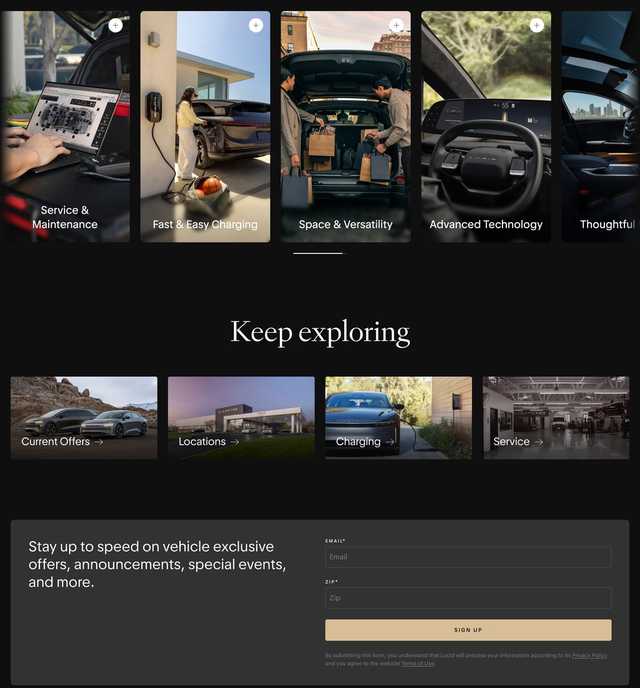 Service &
Maintenance
Fast & Easy Charging
Space & Versatility
Advanced Technology
Thoughtful
Keep exploring
Current Offers →
Locations →
Charging →
Service →
Stay up to speed on vehicle exclusive
offers, announcements, special events,
and more.
EMAIL*
Email
ZIP*
Zip
SIGN UP
By submitting this form, you understand that Lucid will process your information according to its Privacy Policy
and you agree to the website Terms of Use.